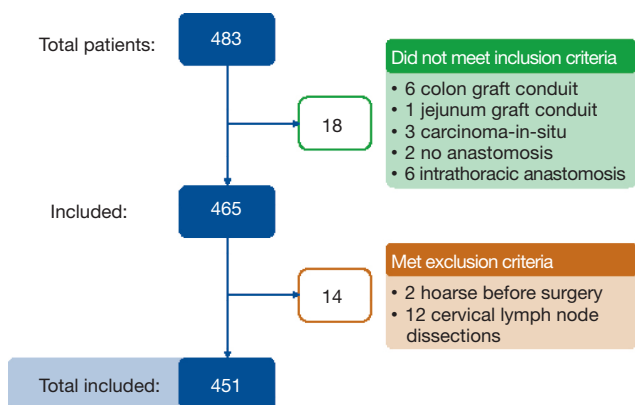 Total patients:
483
Did not meet inclusion criteria
• 6 colon graft conduit
• 1 jejunum graft conduit
• 3 carcinoma-in-situ
• 2 no anastomosis
• 6 intrathoracic anastomosis
18
Included:
465
Met exclusion criteria
• 2 hoarse before surgery
• 12 cervical lymph node
dissections
14
Total included:
451